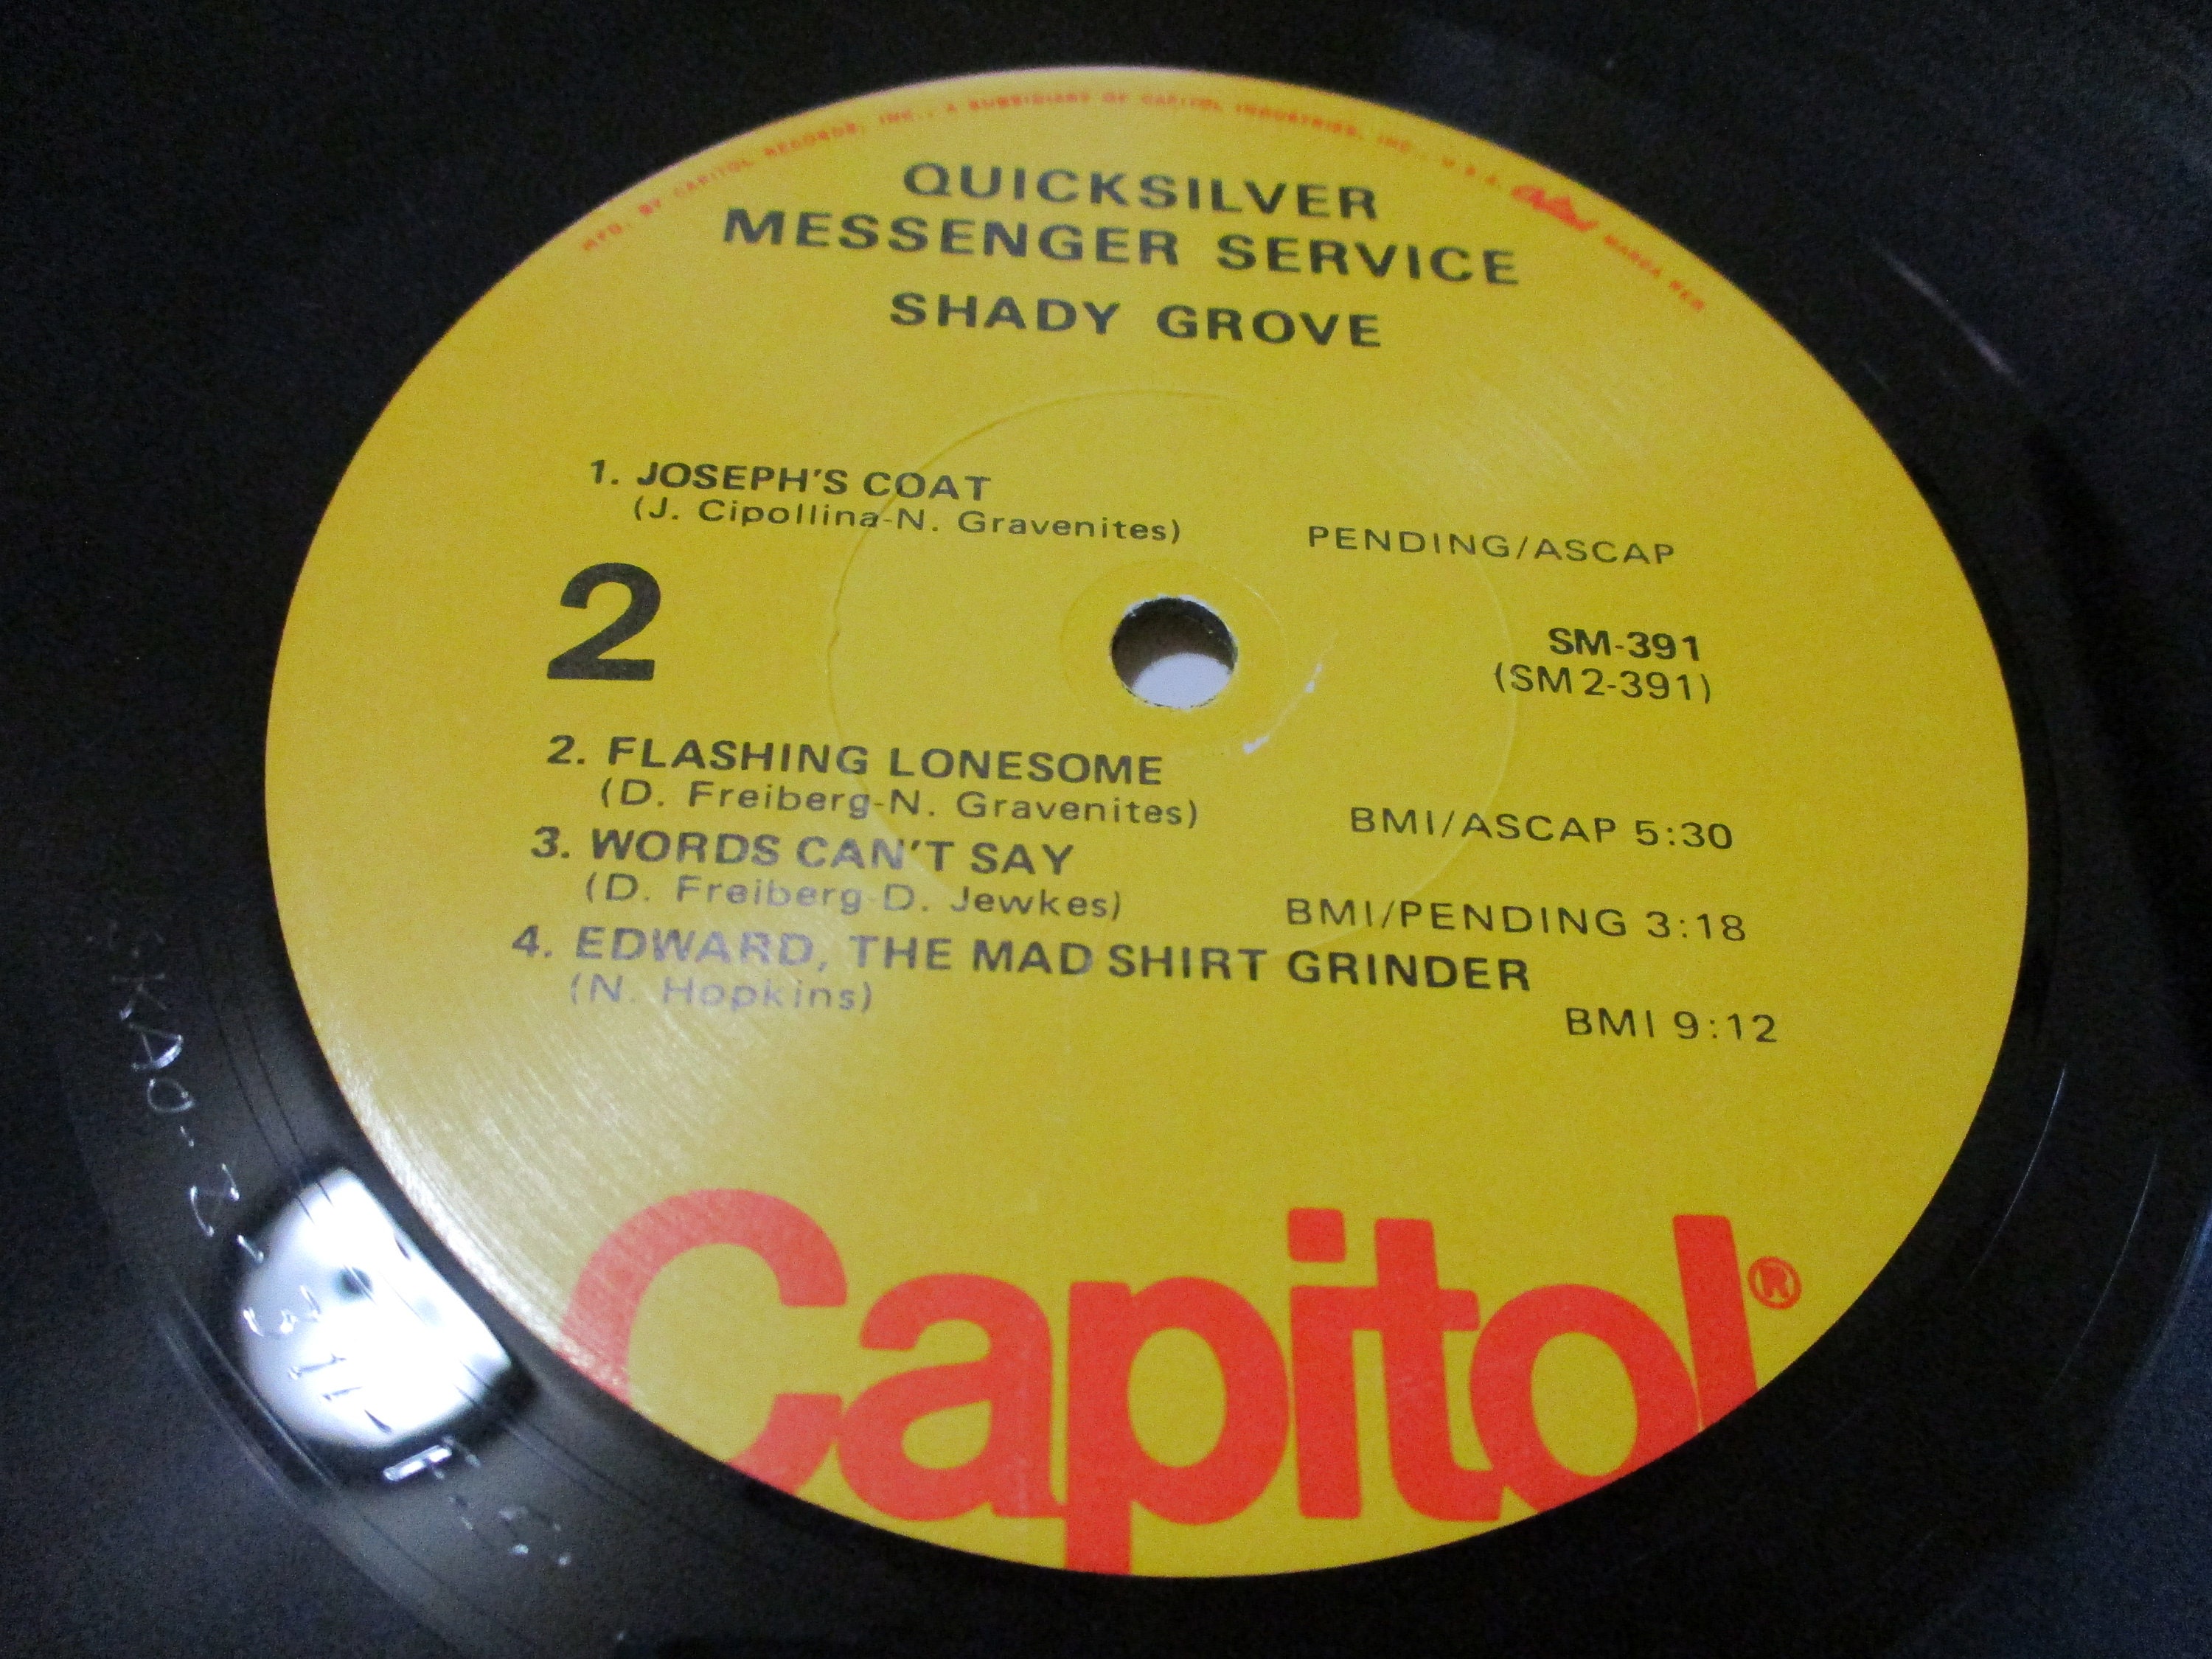 MFD. BY CAPITOL RECORDS, INC., A SUBSIDIARY OF CAPITOL INDUSTRIES, INC., U.S.A. Capitol MARCA REG
QUICKSILVER
MESSENGER SERVICE
SHADY GROVE
1. JOSEPH'S COAT
(J. Cipollina-N. Gravenites) PENDING/ASCAP
2
SM-391
(SM2-391)
2. FLASHING LONESOME
(D. Freiberg-N. Gravenites) BMI/ASCAP 5:30
3. WORDS CAN'T SAY
(D. Freiberg-D. Jewkes) BMI/PENDING 3:18
4. EDWARD, THE MAD SHIRT GRINDER
(N. Hopkins)
BMI 9:12
Capitol®